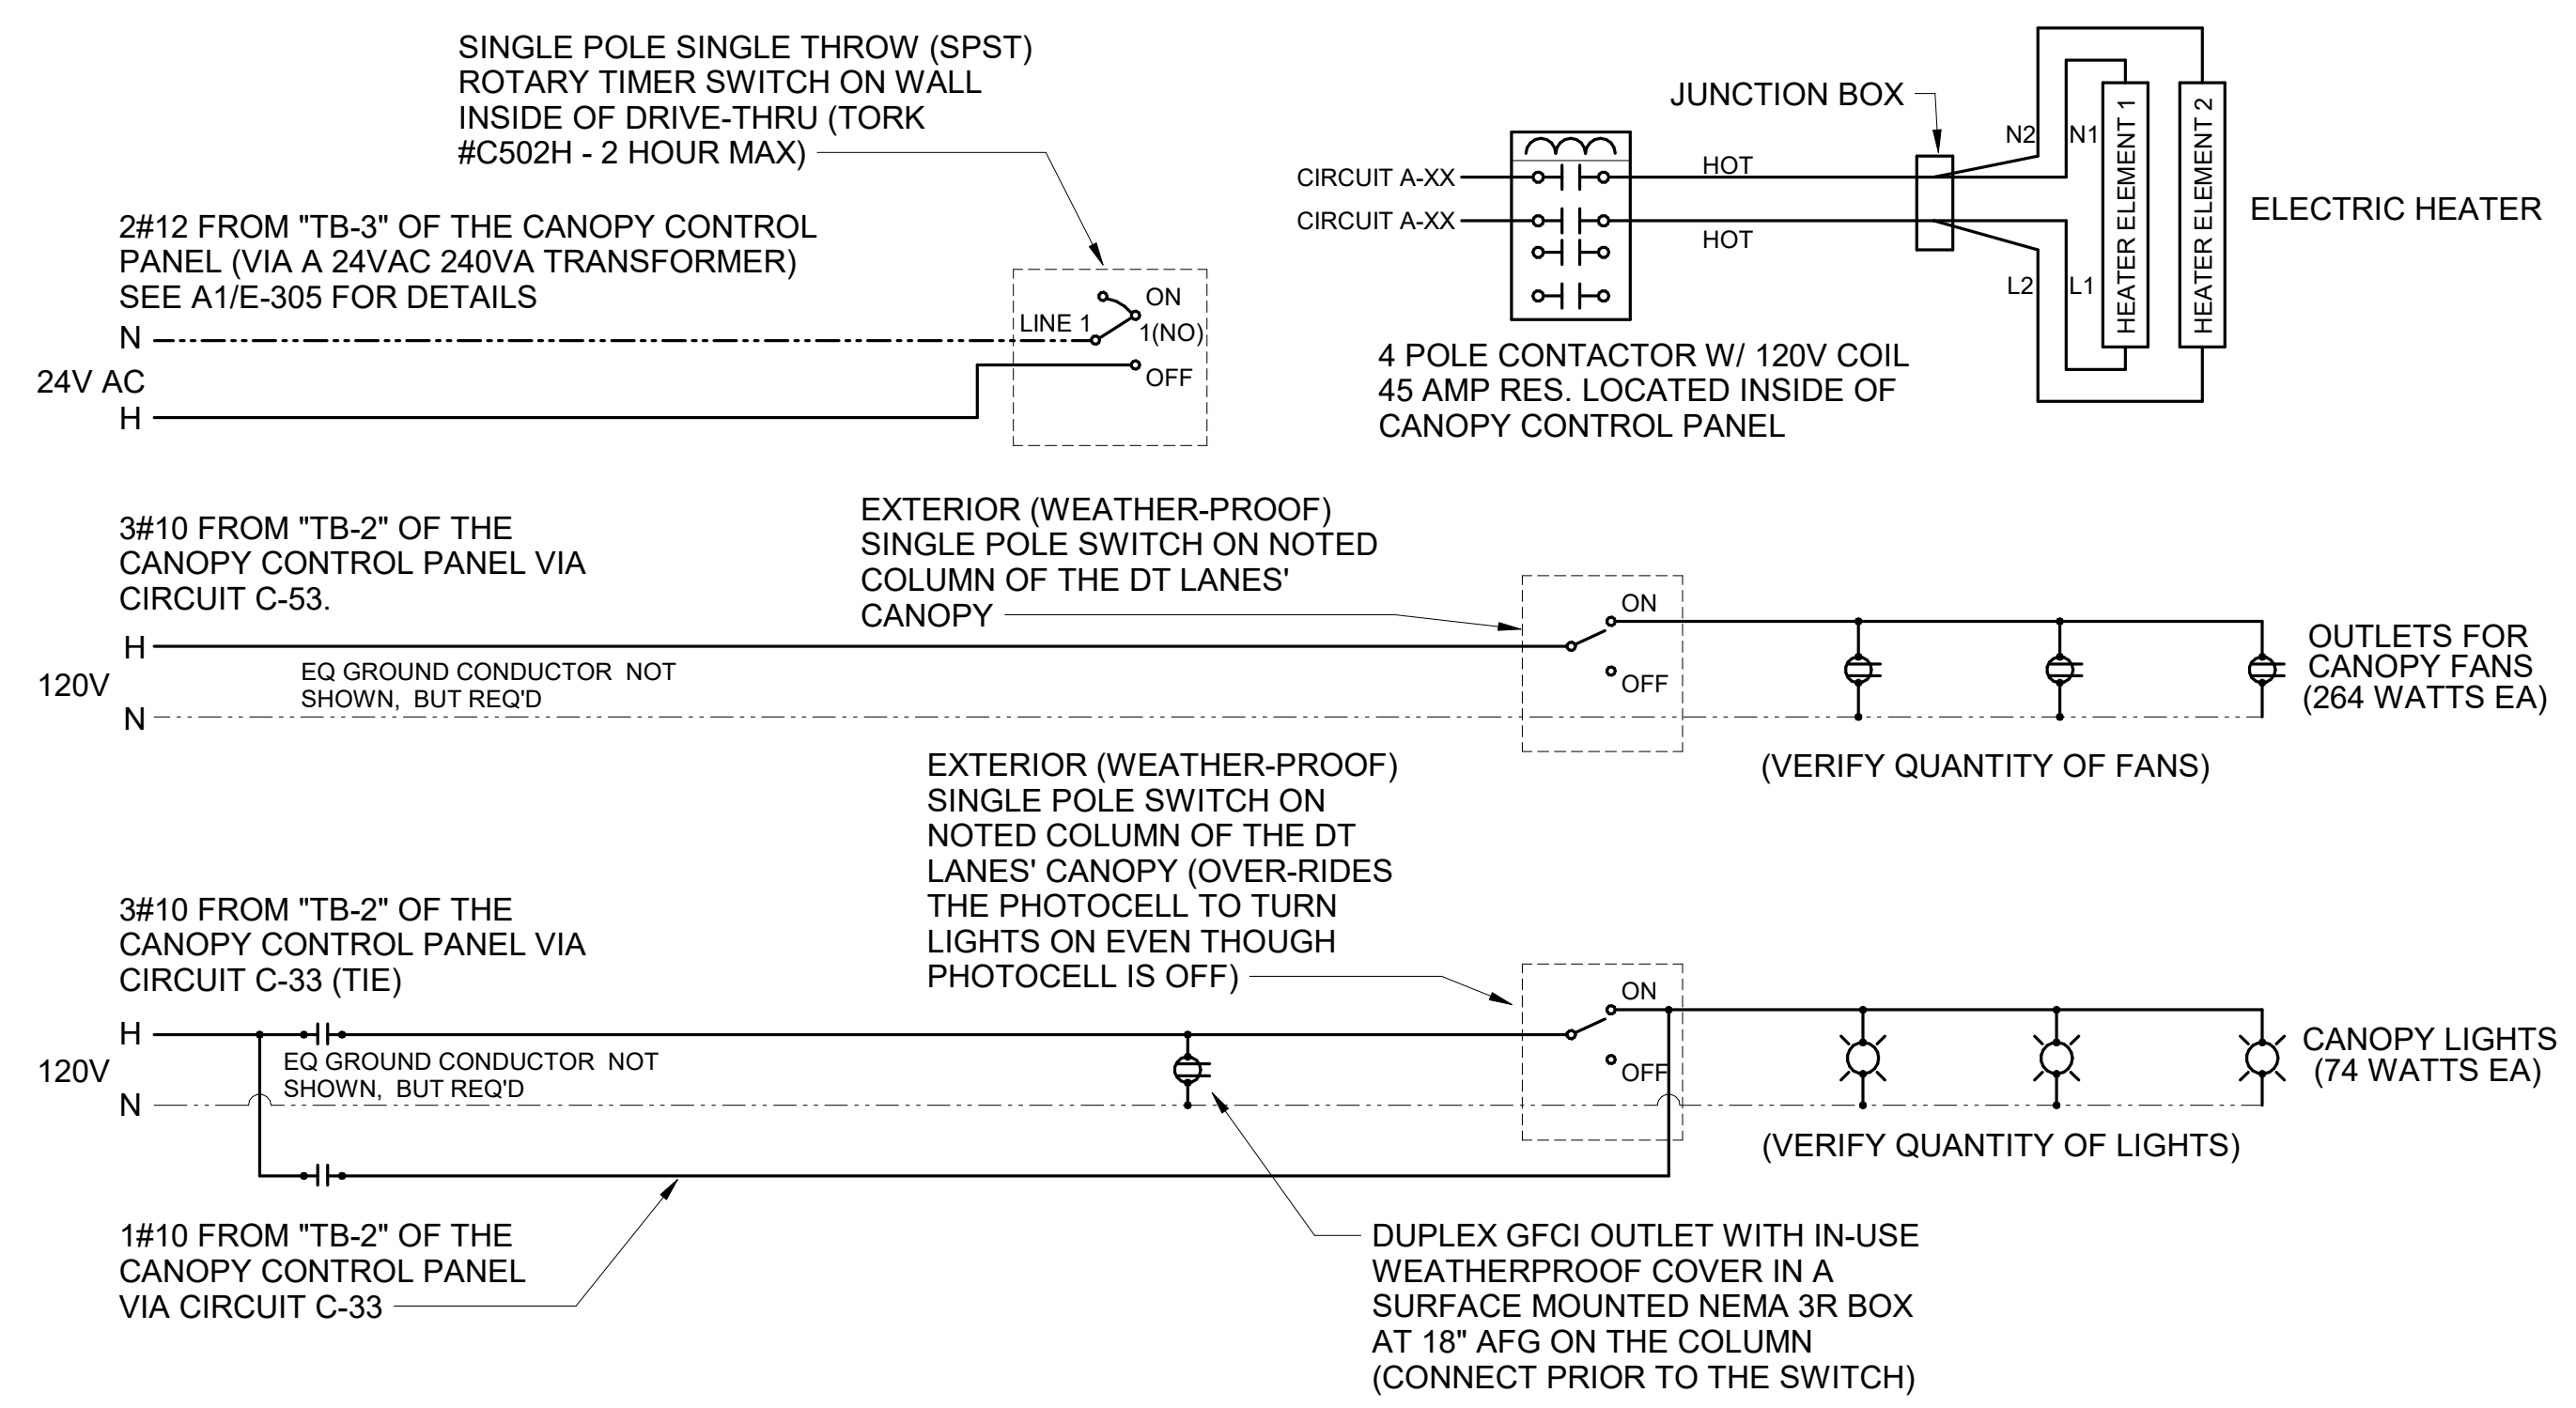 SINGLE POLE SINGLE THROW (SPST)
ROTARY TIMER SWITCH ON WALL
INSIDE OF DRIVE-THRU (TORK
#C502H - 2 HOUR MAX)
2#12 FROM "TB-3" OF THE CANOPY CONTROL
PANEL (VIA A 24VAC 240VA TRANSFORMER)
SEE A1/E-305 FOR DETAILS
N
24V AC
H
LINE 1
ON
1(NO)
OFF
JUNCTION BOX
CIRCUIT A-XX
CIRCUIT A-XX
HOT
HOT
N2
N1
L2
L1
HEATER ELEMENT 1
HEATER ELEMENT 2
ELECTRIC HEATER
4 POLE CONTACTOR W/ 120V COIL
45 AMP RES. LOCATED INSIDE OF
CANOPY CONTROL PANEL
3#10 FROM "TB-2" OF THE
CANOPY CONTROL PANEL VIA
CIRCUIT C-53.
H
120V
N
EQ GROUND CONDUCTOR NOT
SHOWN, BUT REQ'D
EXTERIOR (WEATHER-PROOF)
SINGLE POLE SWITCH ON NOTED
COLUMN OF THE DT LANES'
CANOPY
ON
OFF
OUTLETS FOR
CANOPY FANS
(264 WATTS EA)
(VERIFY QUANTITY OF FANS)
EXTERIOR (WEATHER-PROOF)
SINGLE POLE SWITCH ON
NOTED COLUMN OF THE DT
LANES' CANOPY (OVER-RIDES
THE PHOTOCELL TO TURN
LIGHTS ON EVEN THOUGH
PHOTOCELL IS OFF)
3#10 FROM "TB-2" OF THE
CANOPY CONTROL PANEL VIA
CIRCUIT C-33 (TIE)
H
120V
N
EQ GROUND CONDUCTOR NOT
SHOWN, BUT REQ'D
ON
OFF
CANOPY LIGHTS
(74 WATTS EA)
(VERIFY QUANTITY OF LIGHTS)
1#10 FROM "TB-2" OF THE
CANOPY CONTROL PANEL
VIA CIRCUIT C-33
DUPLEX GFCI OUTLET WITH IN-USE
WEATHERPROOF COVER IN A
SURFACE MOUNTED NEMA 3R BOX
AT 18" AFG ON THE COLUMN
(CONNECT PRIOR TO THE SWITCH)